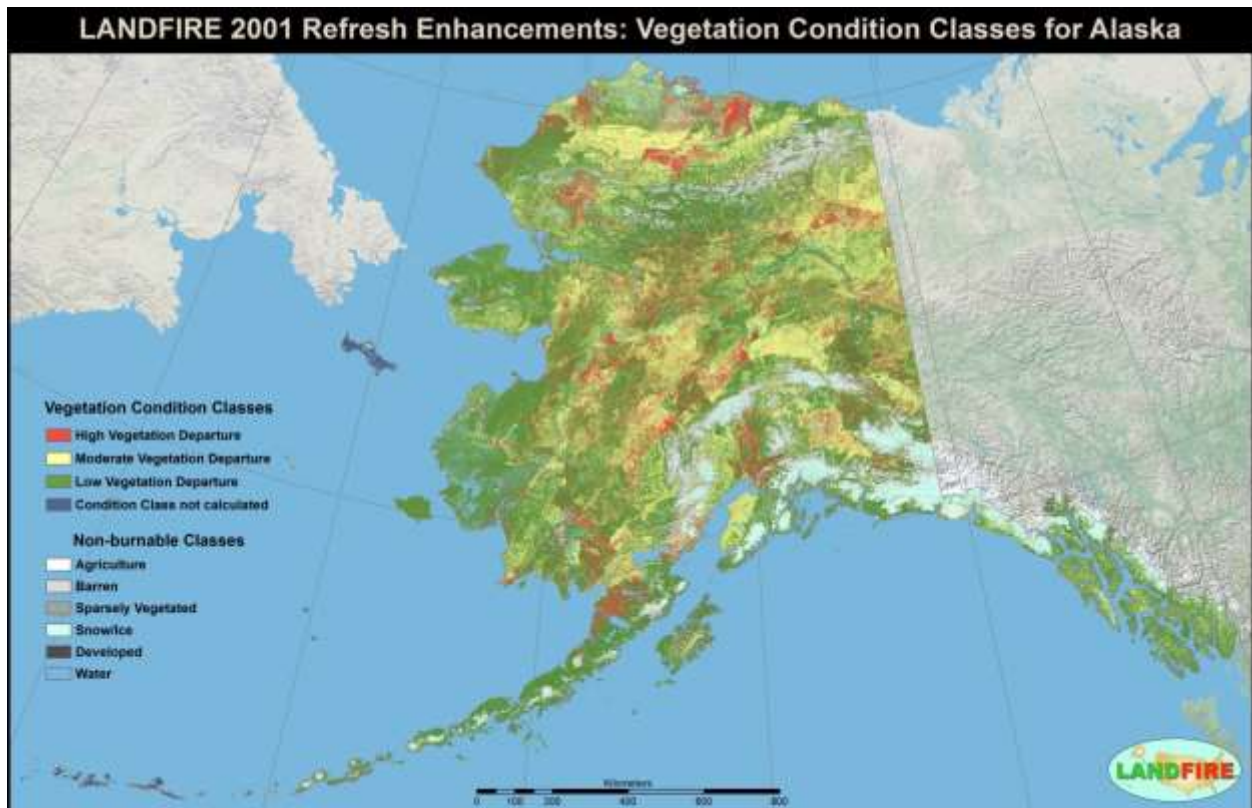 LANDFIRE 2001 Refresh Enhancements: Vegetation Condition Classes for Alaska
Vegetation Condition Classes
High Vegetation Departure
Moderate Vegetation Departure
Low Vegetation Departure
Condition Class not calculated
Non-burnable Classes
Agriculture
Barren
Sparsely Vegetated
Snow/Ice
Developed
Water
Kilometers
0 100 200 400 600 800
LANDFIRE